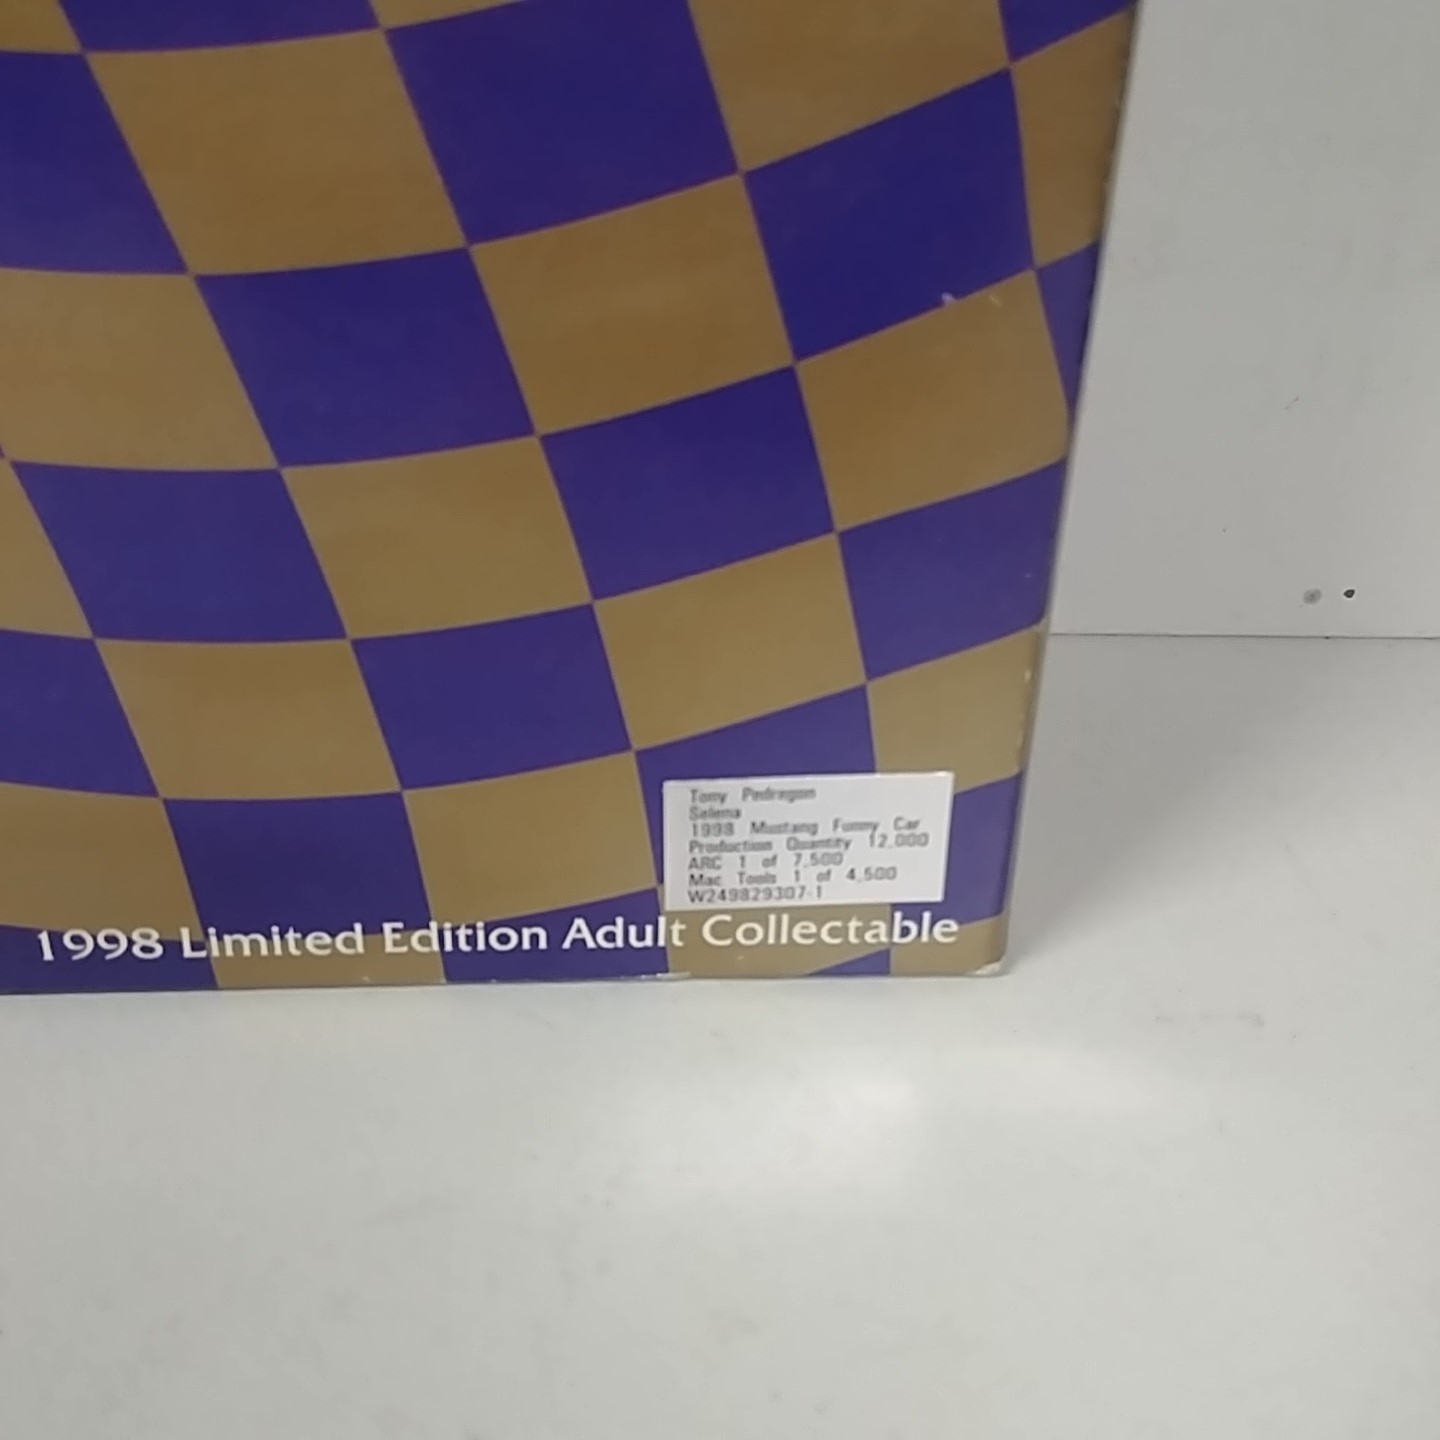 Tony Pedregon
Selena
1998 Mustang Funny Car
Production Quantity 12,000
ARC 1 of 7,500
Mac Tools 1 of 4,500
W249829307-1
1998 Limited Edition Adult Collectable